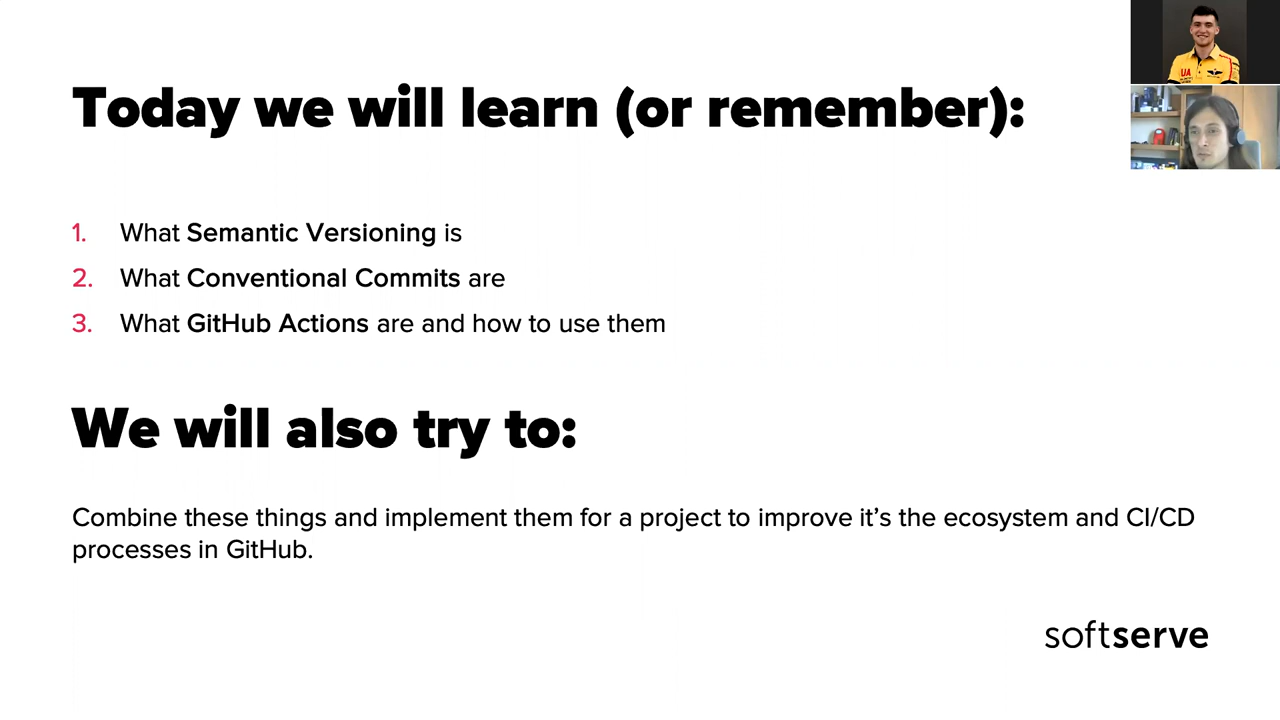 Today we will learn (or remember):
1. What Semantic Versioning is
2. What Conventional Commits are
3. What GitHub Actions are and how to use them
We will also try to:
Combine these things and implement them for a project to improve it’s the ecosystem and CI/CD
processes in GitHub.
softserve
UA